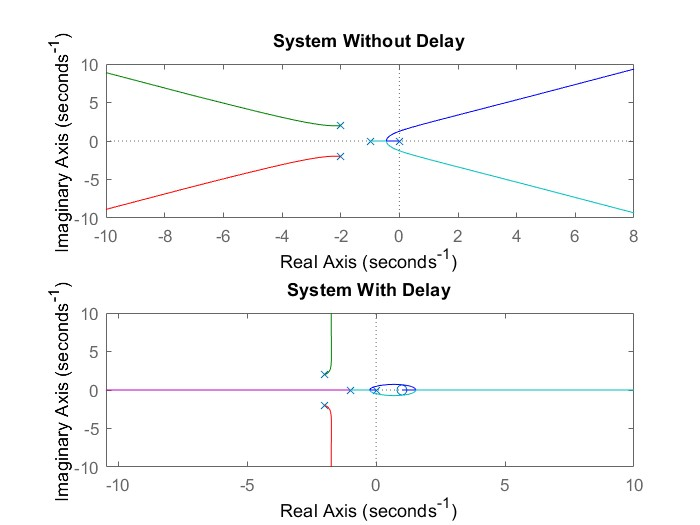 System Without Delay
10
5
0
-5
-10
Imaginary Axis (seconds-1)
-10 -8 -6 -4 -2 0 2 4 6 8
Real Axis (seconds-1)
System With Delay
10
5
0
-5
-10
Imaginary Axis (seconds-1)
-10 -5 0 5 10
Real Axis (seconds-1)